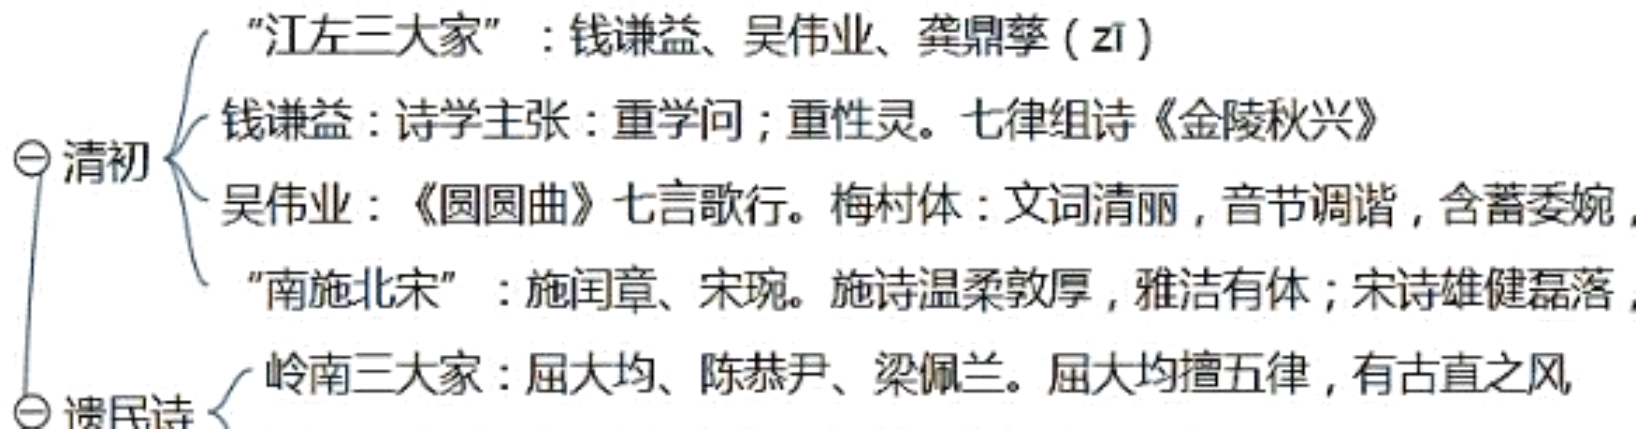 “江左三大家”：钱谦益、吴伟业、龚鼎孳（zī）
钱谦益：诗学主张：重学问；重性灵。七律组诗《金陵秋兴》
清初
吴伟业：《圆圆曲》七言歌行。梅村体：文词清丽，音节调谐，含蓄委婉，
“南施北宋”：施闰章、宋琬。施诗温柔敦厚，雅洁有体；宋诗雄健磊落，
岭南三大家：屈大均、陈恭尹、梁佩兰。屈大均擅五律，有古直之风
遗民诗